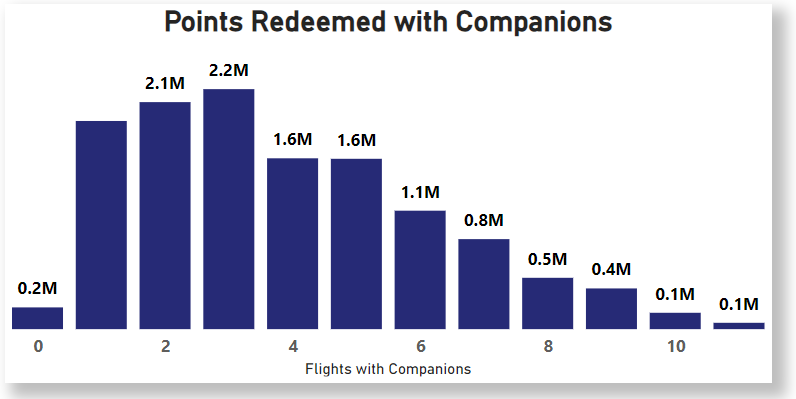 Points Redeemed with Companions
2.2M
2.1M
1.6M 1.6M
1.1M
0.8M
0.5M
0.4M
0.2M
0.1M
0.1M
0 2 4 6 8 10
Flights with Companions